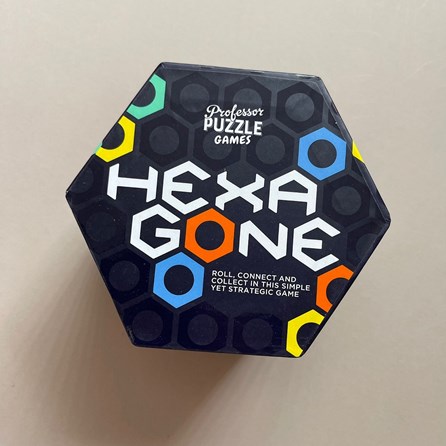 Professor
PUZZLE
GAMES
HEXA
GONE
ROLL, CONNECT AND
COLLECT IN THIS SIMPLE
YET STRATEGIC GAME